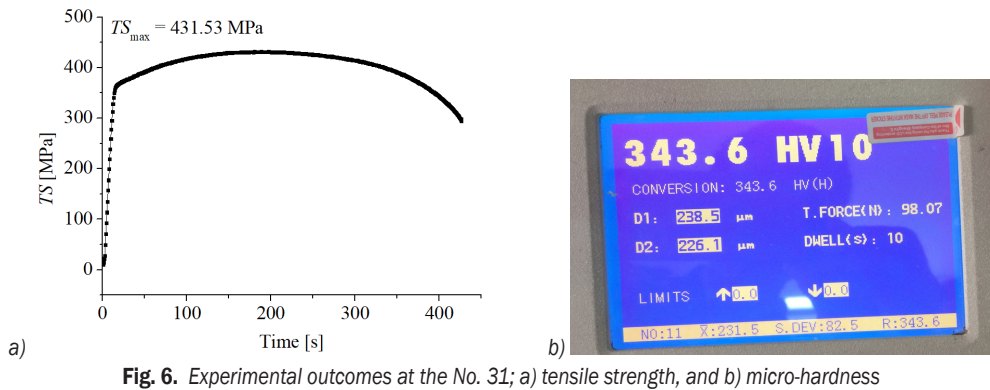 TSmax = 431.53 MPa
500
400
300
200
100
0
TS [MPa]
0 100 200 300 400
Time [s]
a)
343.6 HV10
CONVERSION: 343.6 HV(H)
D1: 238.5 μm T.FORCE(N): 98.07
D2: 226.1 μm DWELL(s): 10
LIMITS ↑0.0 ↓0.0
NO:11 X̄:231.5 S.DEV:82.5 R:343.6
b)
Fig. 6. Experimental outcomes at the No. 31; a) tensile strength, and b) micro-hardness